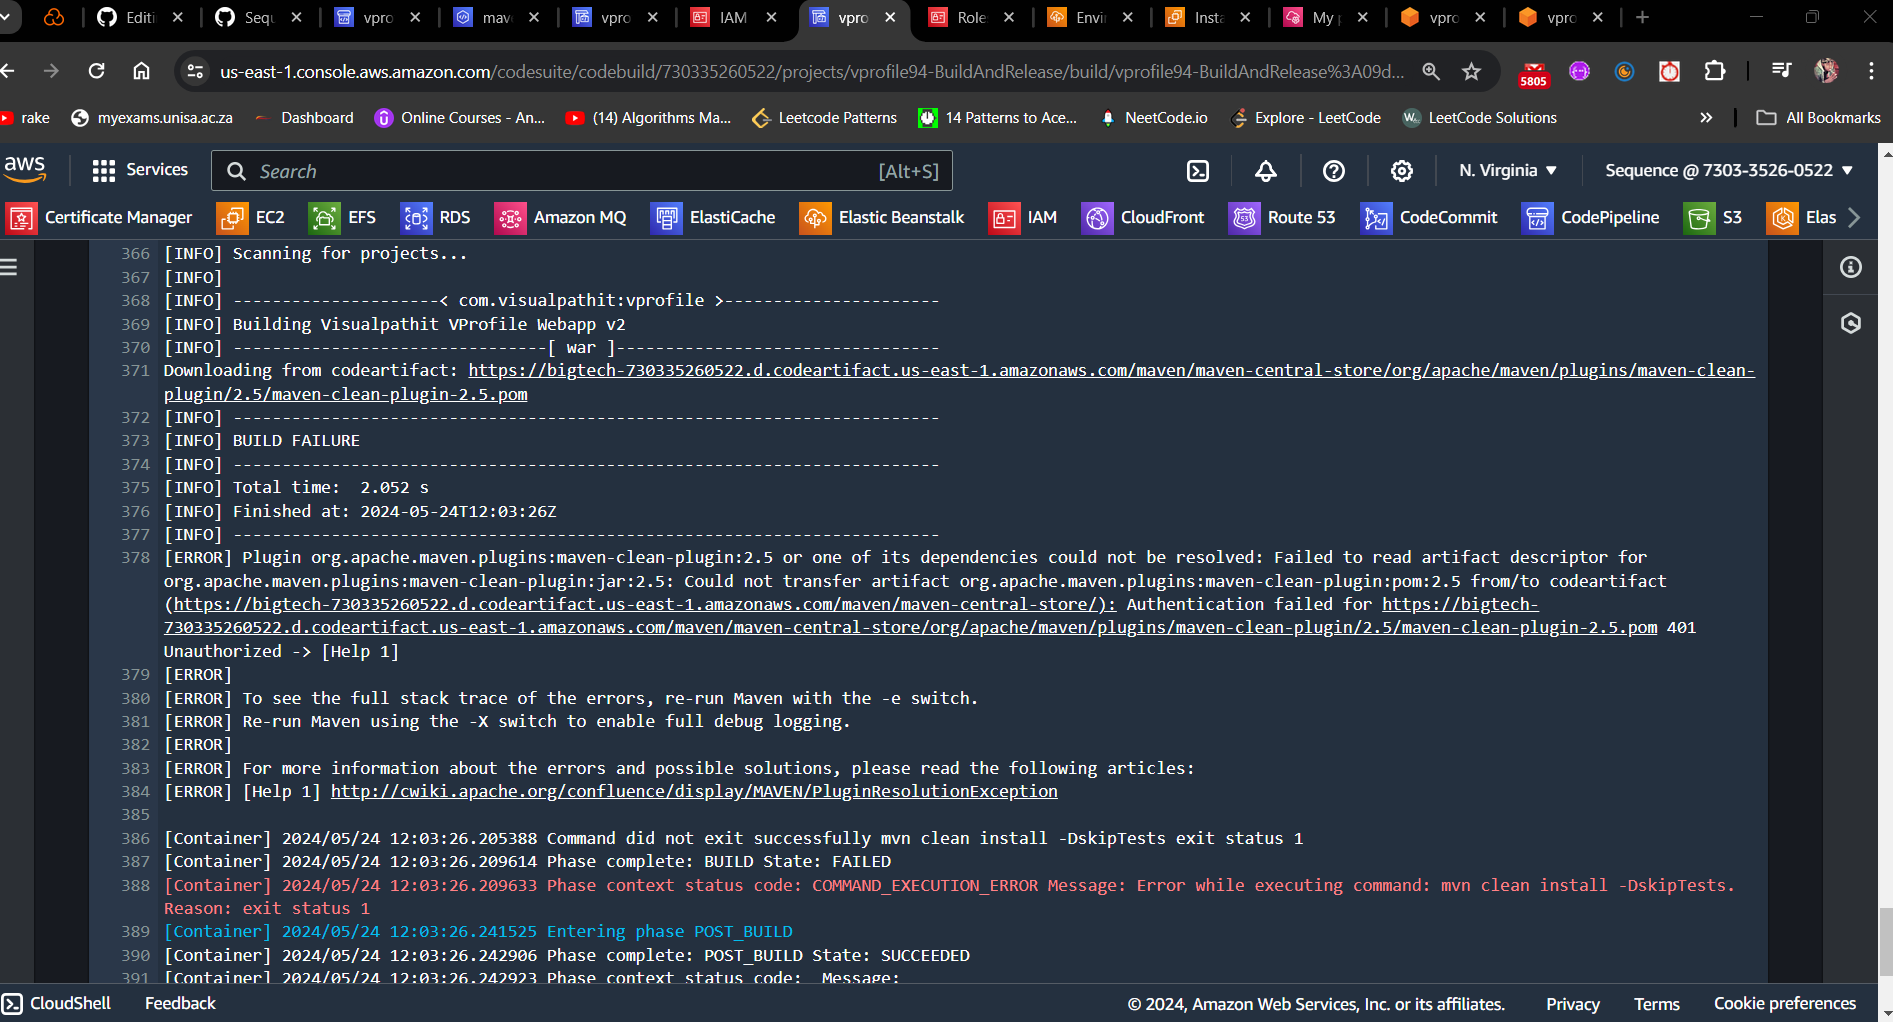 Editi
Sequ
vpro
mav
vpro
IAM
vpro
Role
Envi
Insta
My p
vpro
vpro
us-east-1.console.aws.amazon.com/codesuite/codebuild/730335260522/projects/vprofile94-BuildAndRelease/build/vprofile94-BuildAndRelease%3A09d...
5805
rake
myexams.unisa.ac.za
Dashboard
Online Courses - An...
(14) Algorithms Ma...
Leetcode Patterns
14 Patterns to Ace...
NeetCode.io
Explore - LeetCode
LeetCode Solutions
»
All Bookmarks
aws
Services
Search
[Alt+S]
N. Virginia
Sequence @ 7303-3526-0522
Certificate Manager
EC2
EFS
RDS
Amazon MQ
ElastiCache
Elastic Beanstalk
IAM
CloudFront
Route 53
CodeCommit
CodePipeline
S3
Elas
366 [INFO] Scanning for projects...
367 [INFO]
368 [INFO] ---------------------< com.visualpathit:vprofile >----------------------
369 [INFO] Building Visualpathit VProfile Webapp v2
370 [INFO] --------------------------------[ war ]---------------------------------
371 Downloading from codeartifact: https://bigtech-730335260522.d.codeartifact.us-east-1.amazonaws.com/maven/maven-central-store/org/apache/maven/plugins/maven-clean-
plugin/2.5/maven-clean-plugin-2.5.pom
372 [INFO] ------------------------------------------------------------------------
373 [INFO] BUILD FAILURE
374 [INFO] ------------------------------------------------------------------------
375 [INFO] Total time:  2.052 s
376 [INFO] Finished at: 2024-05-24T12:03:26Z
377 [INFO] ------------------------------------------------------------------------
378 [ERROR] Plugin org.apache.maven.plugins:maven-clean-plugin:2.5 or one of its dependencies could not be resolved: Failed to read artifact descriptor for
org.apache.maven.plugins:maven-clean-plugin:jar:2.5: Could not transfer artifact org.apache.maven.plugins:maven-clean-plugin:pom:2.5 from/to codeartifact
(https://bigtech-730335260522.d.codeartifact.us-east-1.amazonaws.com/maven/maven-central-store/): Authentication failed for https://bigtech-
730335260522.d.codeartifact.us-east-1.amazonaws.com/maven/maven-central-store/org/apache/maven/plugins/maven-clean-plugin/2.5/maven-clean-plugin-2.5.pom 401
Unauthorized -> [Help 1]
379 [ERROR]
380 [ERROR] To see the full stack trace of the errors, re-run Maven with the -e switch.
381 [ERROR] Re-run Maven using the -X switch to enable full debug logging.
382 [ERROR]
383 [ERROR] For more information about the errors and possible solutions, please read the following articles:
384 [ERROR] [Help 1] http://cwiki.apache.org/confluence/display/MAVEN/PluginResolutionException
385
386 [Container] 2024/05/24 12:03:26.205388 Command did not exit successfully mvn clean install -DskipTests exit status 1
387 [Container] 2024/05/24 12:03:26.209614 Phase complete: BUILD State: FAILED
388 [Container] 2024/05/24 12:03:26.209633 Phase context status code: COMMAND_EXECUTION_ERROR Message: Error while executing command: mvn clean install -DskipTests.
Reason: exit status 1
389 [Container] 2024/05/24 12:03:26.241525 Entering phase POST_BUILD
390 [Container] 2024/05/24 12:03:26.242906 Phase complete: POST_BUILD State: SUCCEEDED
391 [Container] 2024/05/24 12:03:26.242923 Phase context status code:  Message:
CloudShell
Feedback
© 2024, Amazon Web Services, Inc. or its affiliates.
Privacy
Terms
Cookie preferences